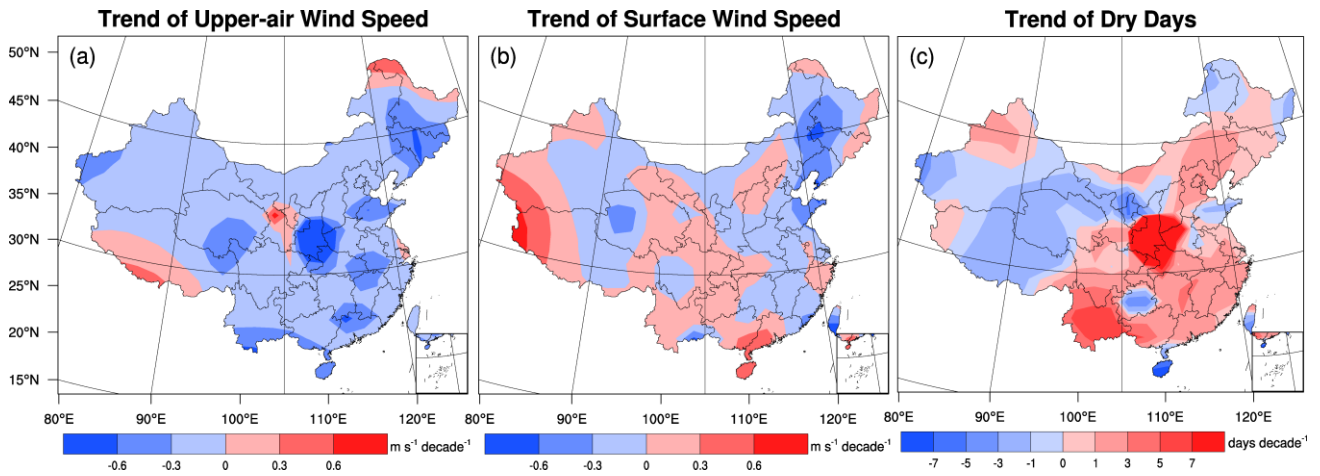 Trend of Upper-air Wind Speed
Trend of Surface Wind Speed
Trend of Dry Days
(a)
(b)
(c)
50°N
45°N
40°N
35°N
30°N
25°N
20°N
15°N
80°E 90°E 100°E 110°E 120°E
80°E 90°E 100°E 110°E 120°E
80°E 90°E 100°E 110°E 120°E
-0.6 -0.3 0 0.3 0.6
m s⁻¹ decade⁻¹
-0.6 -0.3 0 0.3 0.6
m s⁻¹ decade⁻¹
-7 -5 -3 -1 1 3 5 7
days decade⁻¹